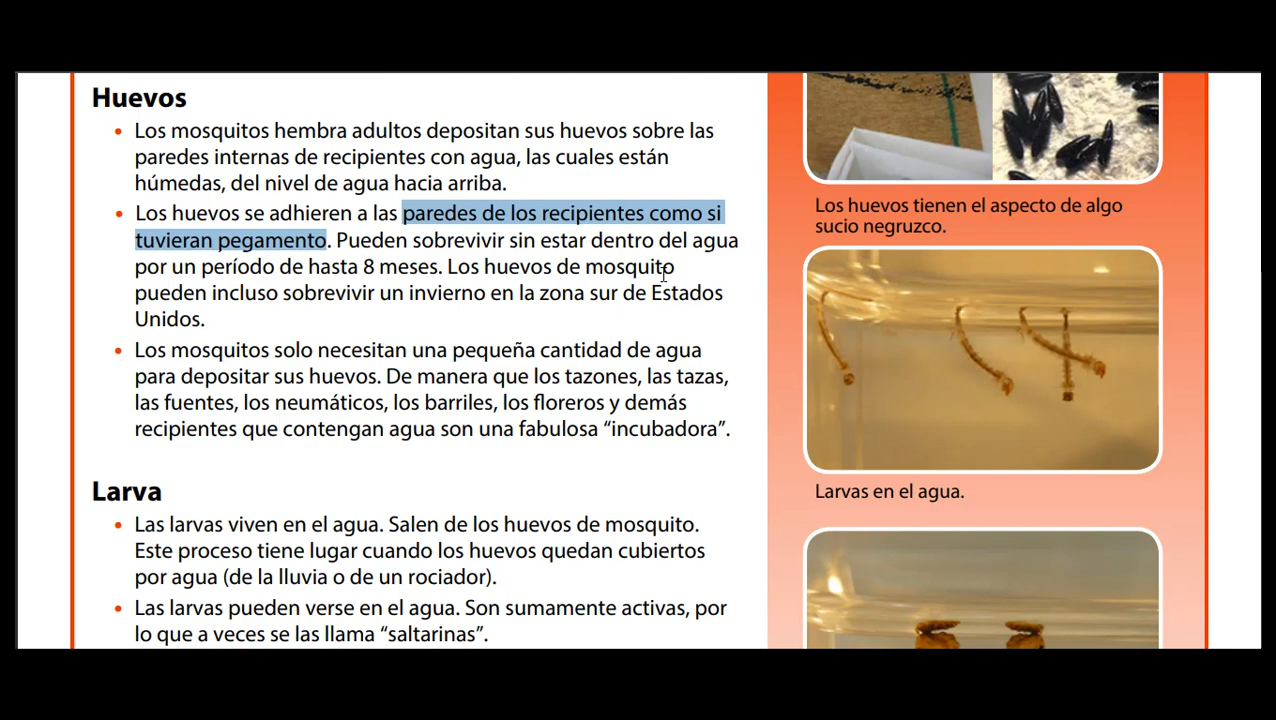 Huevos
• Los mosquitos hembra adultos depositan sus huevos sobre las
paredes internas de recipientes con agua, las cuales están
húmedas, del nivel de agua hacia arriba.
• Los huevos se adhieren a las paredes de los recipientes como si
tuvieran pegamento. Pueden sobrevivir sin estar dentro del agua
por un período de hasta 8 meses. Los huevos de mosquito
pueden incluso sobrevivir un invierno en la zona sur de Estados
Unidos.
• Los mosquitos solo necesitan una pequeña cantidad de agua
para depositar sus huevos. De manera que los tazones, las tazas,
las fuentes, los neumáticos, los barriles, los floreros y demás
recipientes que contengan agua son una fabulosa “incubadora”.
Larva
• Las larvas viven en el agua. Salen de los huevos de mosquito.
Este proceso tiene lugar cuando los huevos quedan cubiertos
por agua (de la lluvia o de un rociador).
• Las larvas pueden verse en el agua. Son sumamente activas, por
lo que a veces se las llama “saltarinas”.
Los huevos tienen el aspecto de algo
sucio negruzco.
Larvas en el agua.